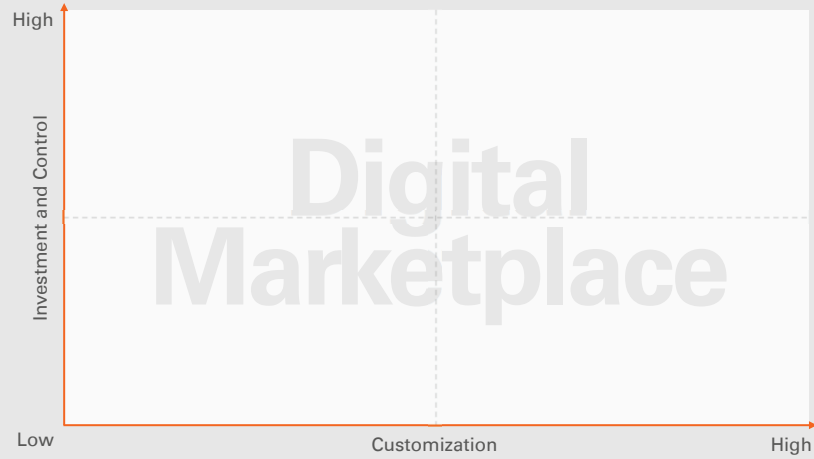 High
Investment and Control
Digital
Marketplace
Low
Customization
High